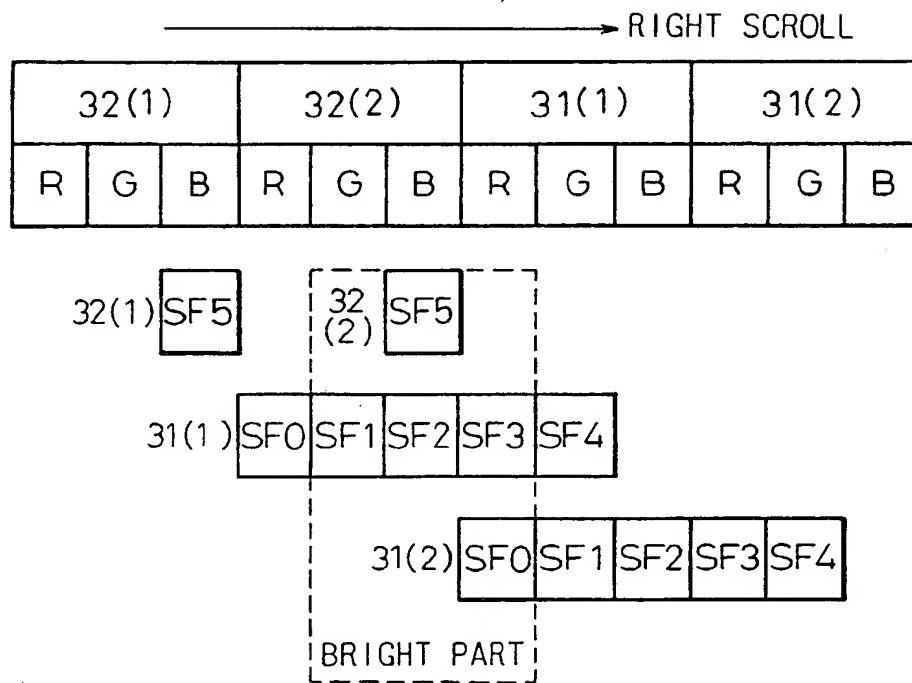 RIGHT SCROLL
32(1) 32(2) 31(1) 31(2)
R G B R G B R G B R G B
32(1) SF5 32 (2) SF5
31(1) SF0 SF1 SF2 SF3 SF4
31(2) SF0 SF1 SF2 SF3 SF4
BRIGHT PART